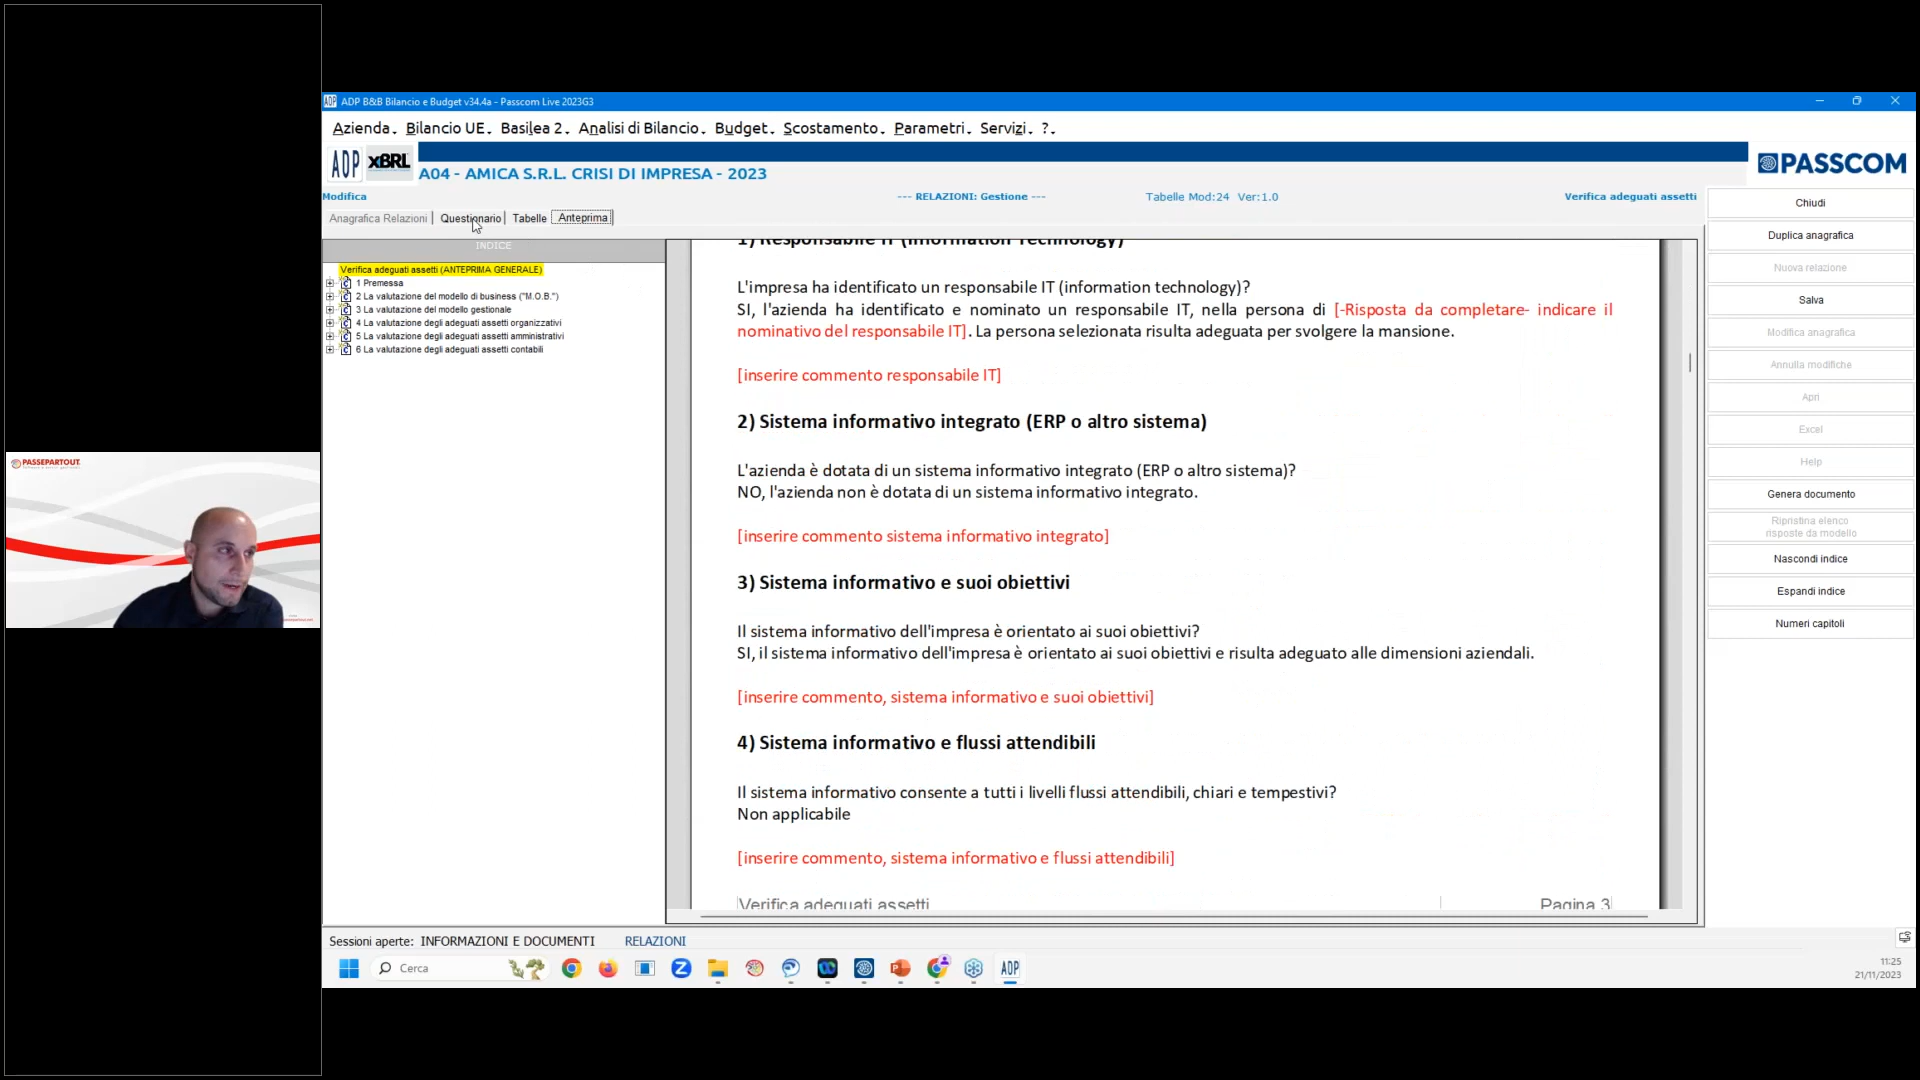 ADP B&B Bilancio e Budget v34.4a - Passcom Live 2023G3
Azienda. Bilancio UE. Basilea 2. Analisi di Bilancio. Budget. Scostamento. Parametri. Servizi. ?.
ADP XBRL
A04 - AMICA S.R.L. CRISI DI IMPRESA - 2023
PASSCOM
Modifica
--- RELAZIONI: Gestione ---
Tabelle Mod:24 Ver:1.0
Verifica adeguati assetti
Anagrafica Relazioni
Questionario
Tabelle
Anteprima
INDICE
Verifica adeguati assetti (ANTEPRIMA GENERALE)
1 Premessa
2 La valutazione del modello di business ("M.O.B.")
3 La valutazione del modello gestionale
4 La valutazione degli adeguati assetti organizzativi
5 La valutazione degli adeguati assetti amministrativi
6 La valutazione degli adeguati assetti contabili
1) Responsabile IT (Information Technology)
L'impresa ha identificato un responsabile IT (information technology)?
SI, l'azienda ha identificato e nominato un responsabile IT, nella persona di [-Risposta da completare- indicare il
nominativo del responsabile IT]. La persona selezionata risulta adeguata per svolgere la mansione.
[inserire commento responsabile IT]
2) Sistema informativo integrato (ERP o altro sistema)
L'azienda è dotata di un sistema informativo integrato (ERP o altro sistema)?
NO, l'azienda non è dotata di un sistema informativo integrato.
[inserire commento sistema informativo integrato]
3) Sistema informativo e suoi obiettivi
Il sistema informativo dell'impresa è orientato ai suoi obiettivi?
SI, il sistema informativo dell'impresa è orientato ai suoi obiettivi e risulta adeguato alle dimensioni aziendali.
[inserire commento, sistema informativo e suoi obiettivi]
4) Sistema informativo e flussi attendibili
Il sistema informativo consente a tutti i livelli flussi attendibili, chiari e tempestivi?
Non applicabile
[inserire commento, sistema informativo e flussi attendibili]
Verifica adeguati assetti
Pagina 3
Chiudi
Duplica anagrafica
Nuova relazione
Salva
Modifica anagrafica
Annulla modifiche
Apri
Excel
Help
Genera documento
Ripristina elenco
risposte da modello
Nascondi indice
Espandi indice
Numeri capitoli
PASSEPARTOUT
Sessioni aperte: INFORMAZIONI E DOCUMENTI
RELAZIONI
Cerca
ADP
11:25
21/11/2023